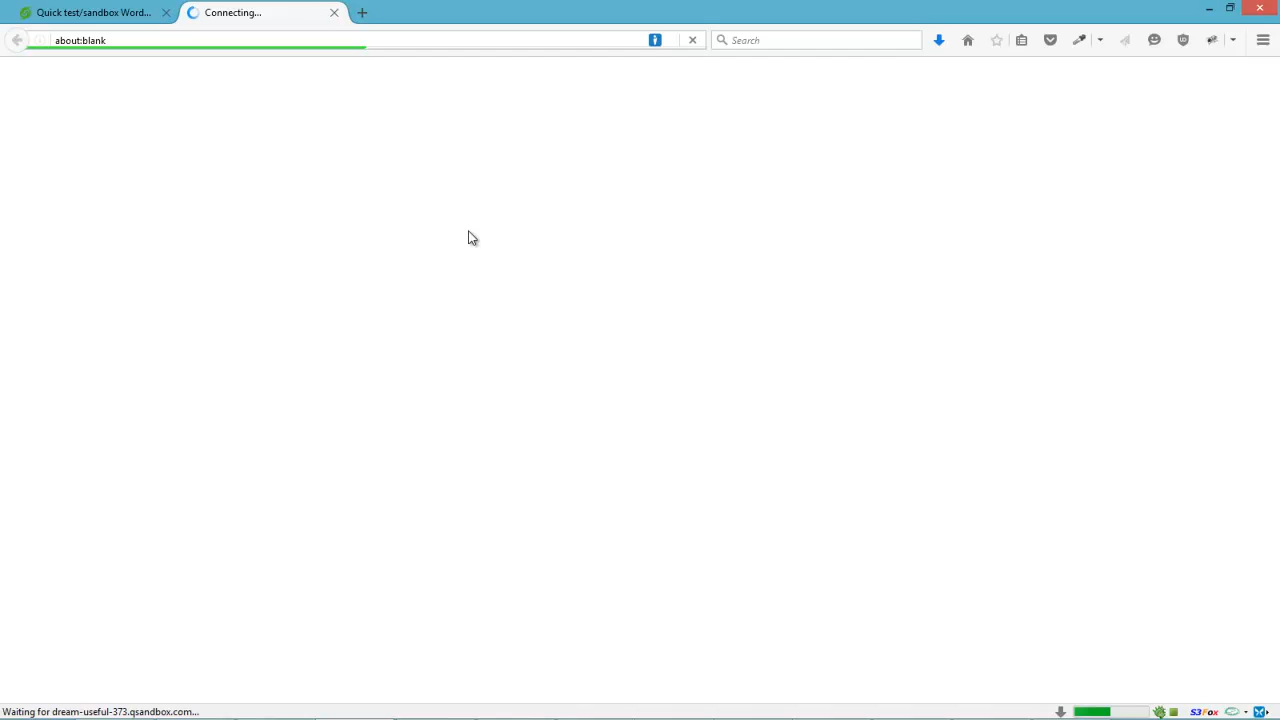 Quick test/sandbox Word...
Connecting...
about:blank
Search
Waiting for dream-useful-373.qsandbox.com...
S3Fox